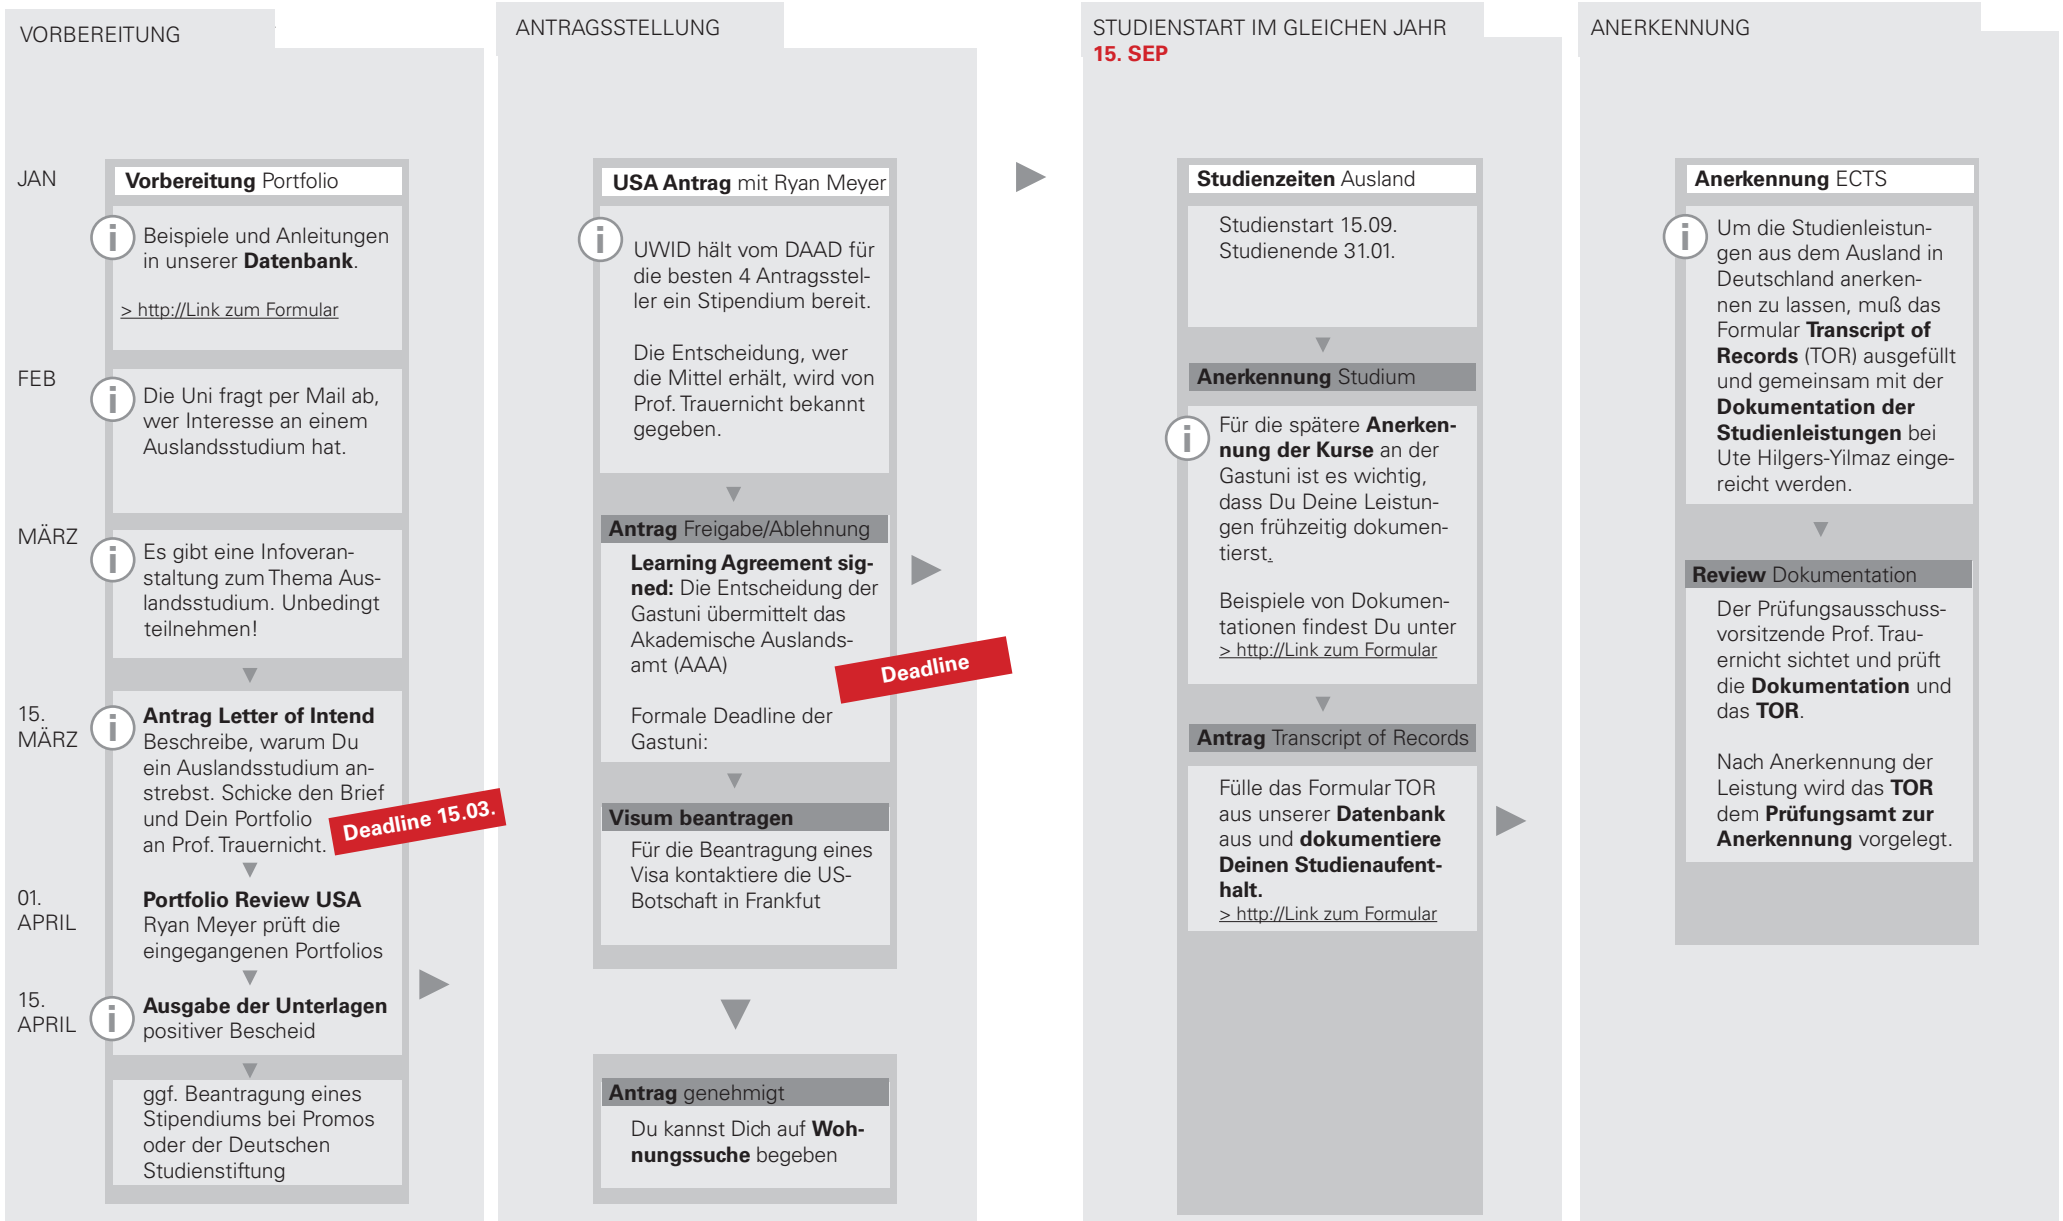 VORBEREITUNG
JAN
Vorbereitung Portfolio
i
Beispiele und Anleitungen
in unserer Datenbank.
> http://Link zum Formular
FEB
i
Die Uni fragt per Mail ab,
wer Interesse an einem
Auslandsstudium hat.
MÄRZ
i
Es gibt eine Infoveran-
staltung zum Thema Aus-
landsstudium. Unbedingt
teilnehmen!
15.
MÄRZ
i
Antrag Letter of Intend
Beschreibe, warum Du
ein Auslandsstudium an-
strebst. Schicke den Brief
und Dein Portfolio
an Prof. Trauernicht.
Deadline 15.03.
01.
APRIL
Portfolio Review USA
Ryan Meyer prüft die
eingegangenen Portfolios
15.
APRIL
i
Ausgabe der Unterlagen
positiver Bescheid
ggf. Beantragung eines
Stipendiums bei Promos
oder der Deutschen
Studienstiftung
ANTRAGSSTELLUNG
USA Antrag mit Ryan Meyer
i
UWID hält vom DAAD für
die besten 4 Antragsstel-
ler ein Stipendium bereit.
Die Entscheidung, wer
die Mittel erhält, wird von
Prof. Trauernicht bekannt
gegeben.
Antrag Freigabe/Ablehnung
Learning Agreement sig-
ned: Die Entscheidung der
Gastuni übermittelt das
Akademische Auslands-
amt (AAA)
Deadline
Formale Deadline der
Gastuni:
Visum beantragen
Für die Beantragung eines
Visa kontaktiere die US-
Botschaft in Frankfut
Antrag genehmigt
Du kannst Dich auf Woh-
nungssuche begeben
STUDIENSTART IM GLEICHEN JAHR
15. SEP
Studienzeiten Ausland
Studienstart 15.09.
Studienende 31.01.
Anerkennung Studium
i
Für die spätere Anerken-
nung der Kurse an der
Gastuni ist es wichtig,
dass Du Deine Leistun-
gen frühzeitig dokumen-
tierst.
Beispiele von Dokumen-
tationen findest Du unter
> http://Link zum Formular
Antrag Transcript of Records
Fülle das Formular TOR
aus unserer Datenbank
aus und dokumentiere
Deinen Studienaufent-
halt.
> http://Link zum Formular
ANERKENNUNG
Anerkennung ECTS
i
Um die Studienleistun-
gen aus dem Ausland in
Deutschland anerken-
nen zu lassen, muß das
Formular Transcript of
Records (TOR) ausgefüllt
und gemeinsam mit der
Dokumentation der
Studienleistungen bei
Ute Hilgers-Yilmaz einge-
reicht werden.
Review Dokumentation
Der Prüfungsausschuss-
vorsitzende Prof. Trau-
ernicht sichtet und prüft
die Dokumentation und
das TOR.
Nach Anerkennung der
Leistung wird das TOR
dem Prüfungsamt zur
Anerkennung vorgelegt.